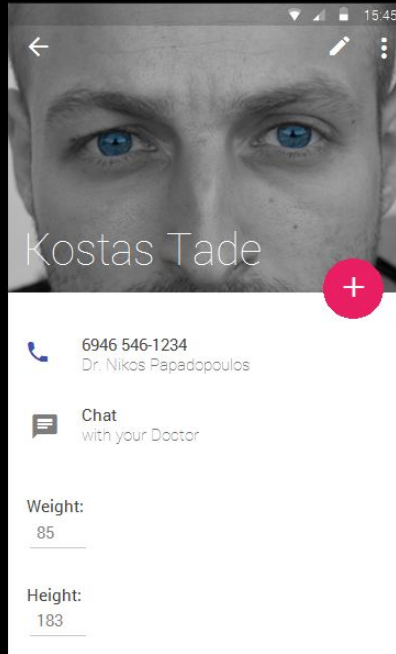 15:45
Kostas Tade
+
6946 546-1234
Dr. Nikos Papadopoulos
Chat
with your Doctor
Weight:
85
Height:
183